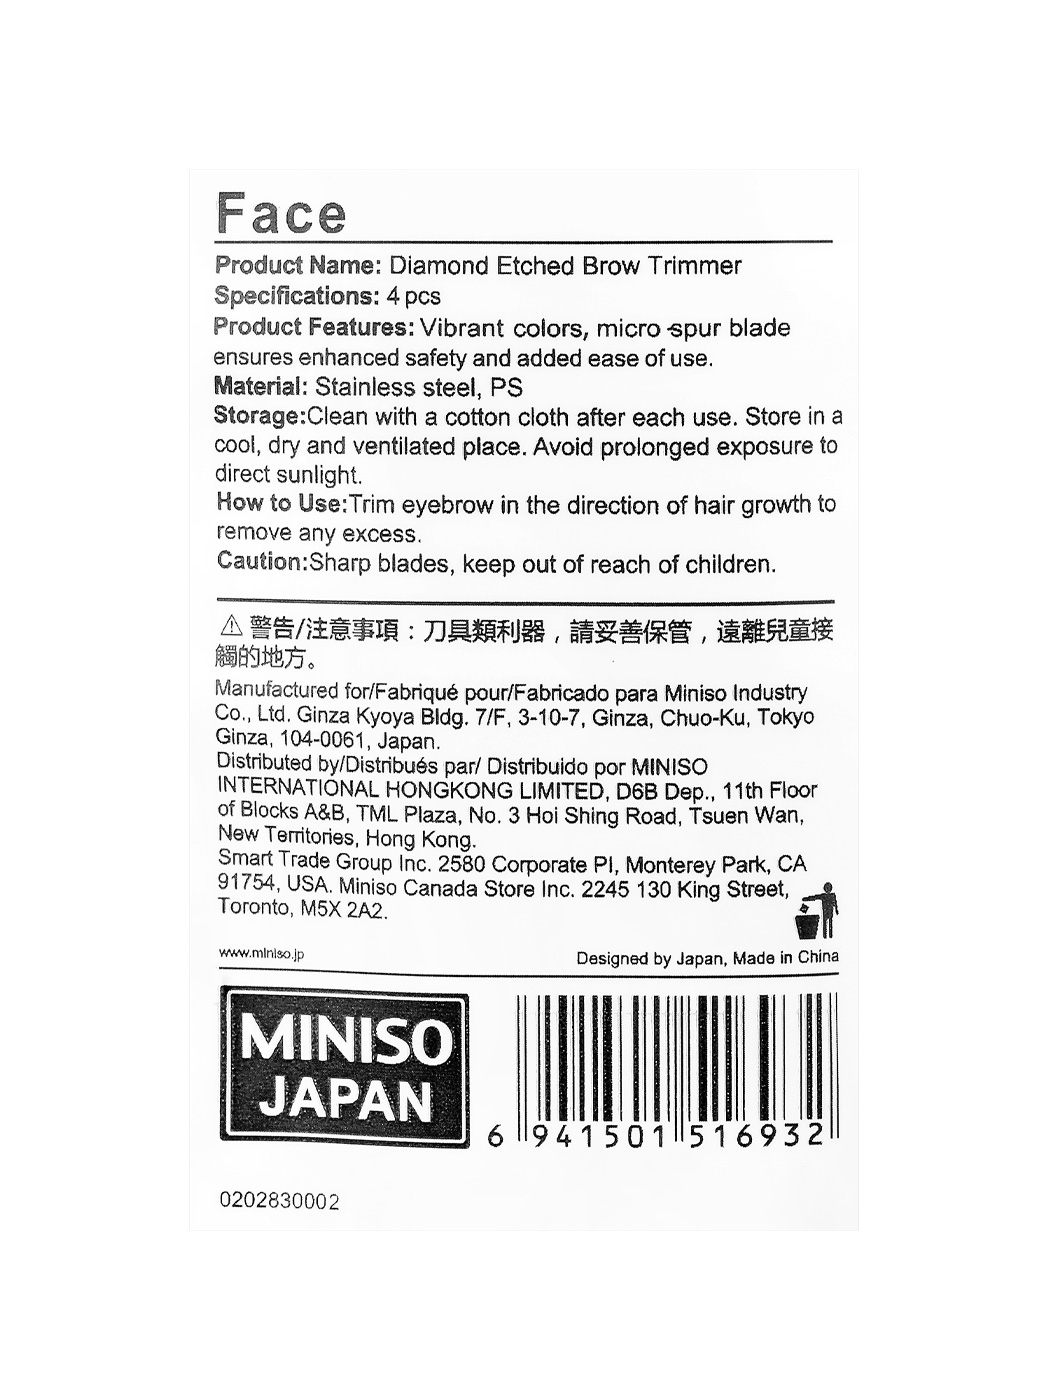 Face
Product Name: Diamond Etched Brow Trimmer
Specifications: 4 pcs
Product Features: Vibrant colors, micro-spur blade
ensures enhanced safety and added ease of use.
Material: Stainless steel, PS
Storage:Clean with a cotton cloth after each use. Store in a
cool, dry and ventilated place. Avoid prolonged exposure to
direct sunlight.
How to Use:Trim eyebrow in the direction of hair growth to
remove any excess.
Caution:Sharp blades, keep out of reach of children.
⚠警告/注意事項：刀具類利器，請妥善保管，遠離兒童接
觸的地方。
Manufactured for/Fabriqué pour/Fabricado para Miniso Industry
Co., Ltd. Ginza Kyoya Bldg. 7/F, 3-10-7, Ginza, Chuo-Ku, Tokyo
Ginza, 104-0061, Japan.
Distributed by/Distribués par/ Distribuido por MINISO
INTERNATIONAL HONGKONG LIMITED, D6B Dep., 11th Floor
of Blocks A&B, TML Plaza, No. 3 Hoi Shing Road, Tsuen Wan,
New Territories, Hong Kong.
Smart Trade Group Inc. 2580 Corporate Pl, Monterey Park, CA
91754, USA. Miniso Canada Store Inc. 2245 130 King Street,
Toronto, M5X 2A2.
www.miniso.jp
Designed by Japan, Made in China
MINISO
JAPAN
6 941501 516932
0202830002